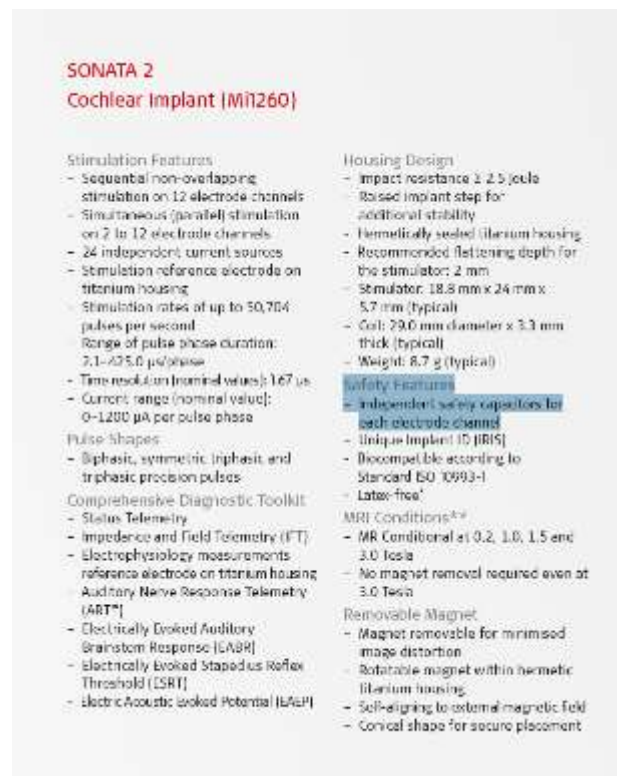 SONATA 2
Cochlear Implant (Mi1260)
Stimulation Features
– Sequential non-overlapping
stimulation on 12 electrode channels
– Simultaneous (parallel) stimulation
on 2 to 12 electrode channels
– 24 independent current sources
– Stimulation reference electrode on
titanium housing
– Stimulation rates of up to 50,704
pulses per second
– Range of pulse phase duration:
2.1–425.0 µs/phase
– Time resolution (nominal values): 1.67 µs
– Current range (nominal value):
0–1200 µA per pulse phase
Pulse Shapes
– Biphasic, symmetric triphasic and
triphasic precision pulses
Comprehensive Diagnostic Toolkit
– Status Telemetry
– Impedance and Field Telemetry (IFT)
– Electrophysiology measurements
reference electrode on titanium housing
– Auditory Nerve Response Telemetry
(ART™)
– Electrically Evoked Auditory
Brainstem Response (EABR)
– Electrically Evoked Stapedius Reflex
Threshold (ESRT)
– Electric Acoustic Evoked Potential (EAEP)
Housing Design
– Impact resistance ≥ 2.5 Joule
– Raised implant step for
additional stability
– Hermetically sealed titanium housing
– Recommended flattening depth for
the stimulator: 2 mm
– Stimulator: 18.8 mm x 24 mm x
5.7 mm (typical)
– Coil: 29.0 mm diameter x 3.3 mm
thick (typical)
– Weight: 8.7 g (typical)
Safety Features
– Independent safety capacitors for
each electrode channel
– Unique Implant ID (IRIS)
– Biocompatible according to
Standard ISO 10993-1
– Latex-free*
MRI Conditions**
– MR Conditional at 0.2, 1.0, 1.5 and
3.0 Tesla
– No magnet removal required even at
3.0 Tesla
Removable Magnet
– Magnet removable for minimised
image distortion
– Rotatable magnet within hermetic
titanium housing
– Self-aligning to external magnetic field
– Conical shape for secure placement